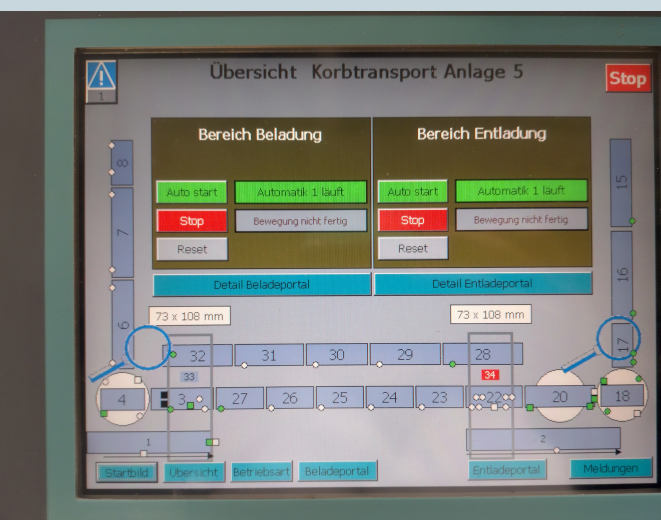 Übersicht Korbtransport Anlage 5
Stop
1
Bereich Beladung
Bereich Entladung
Auto start
Automatik 1 läuft
Auto start
Automatik 1 läuft
Stop
Bewegung nicht fertig
Stop
Bewegung nicht fertig
Reset
Reset
Detail Beladeportal
Detail Entladeportal
8
7
6
15
16
17
73 x 108 mm
73 x 108 mm
32
31
30
29
28
33
34
4
3
27
26
25
24
23
22
20
18
1
2
Startbild
Übersicht
Betriebsart
Beladeportal
Entladeportal
Meldungen